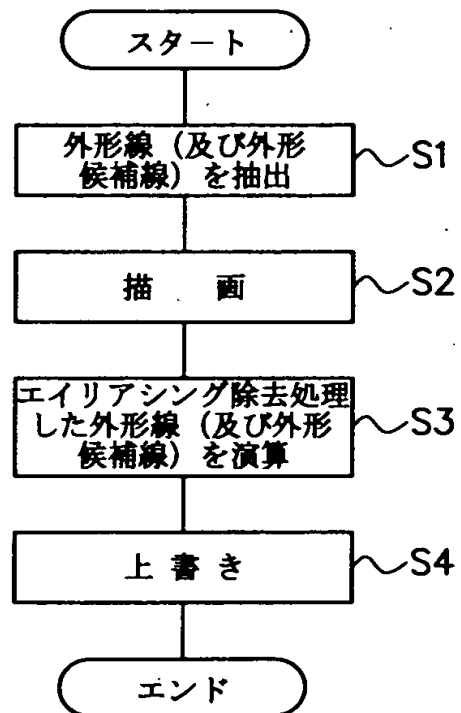 スタート
外形線（及び外形
候補線）を抽出
S1
描　画
S2
エイリアシング除去処理
した外形線（及び外形
候補線）を演算
S3
上書き
S4
エンド